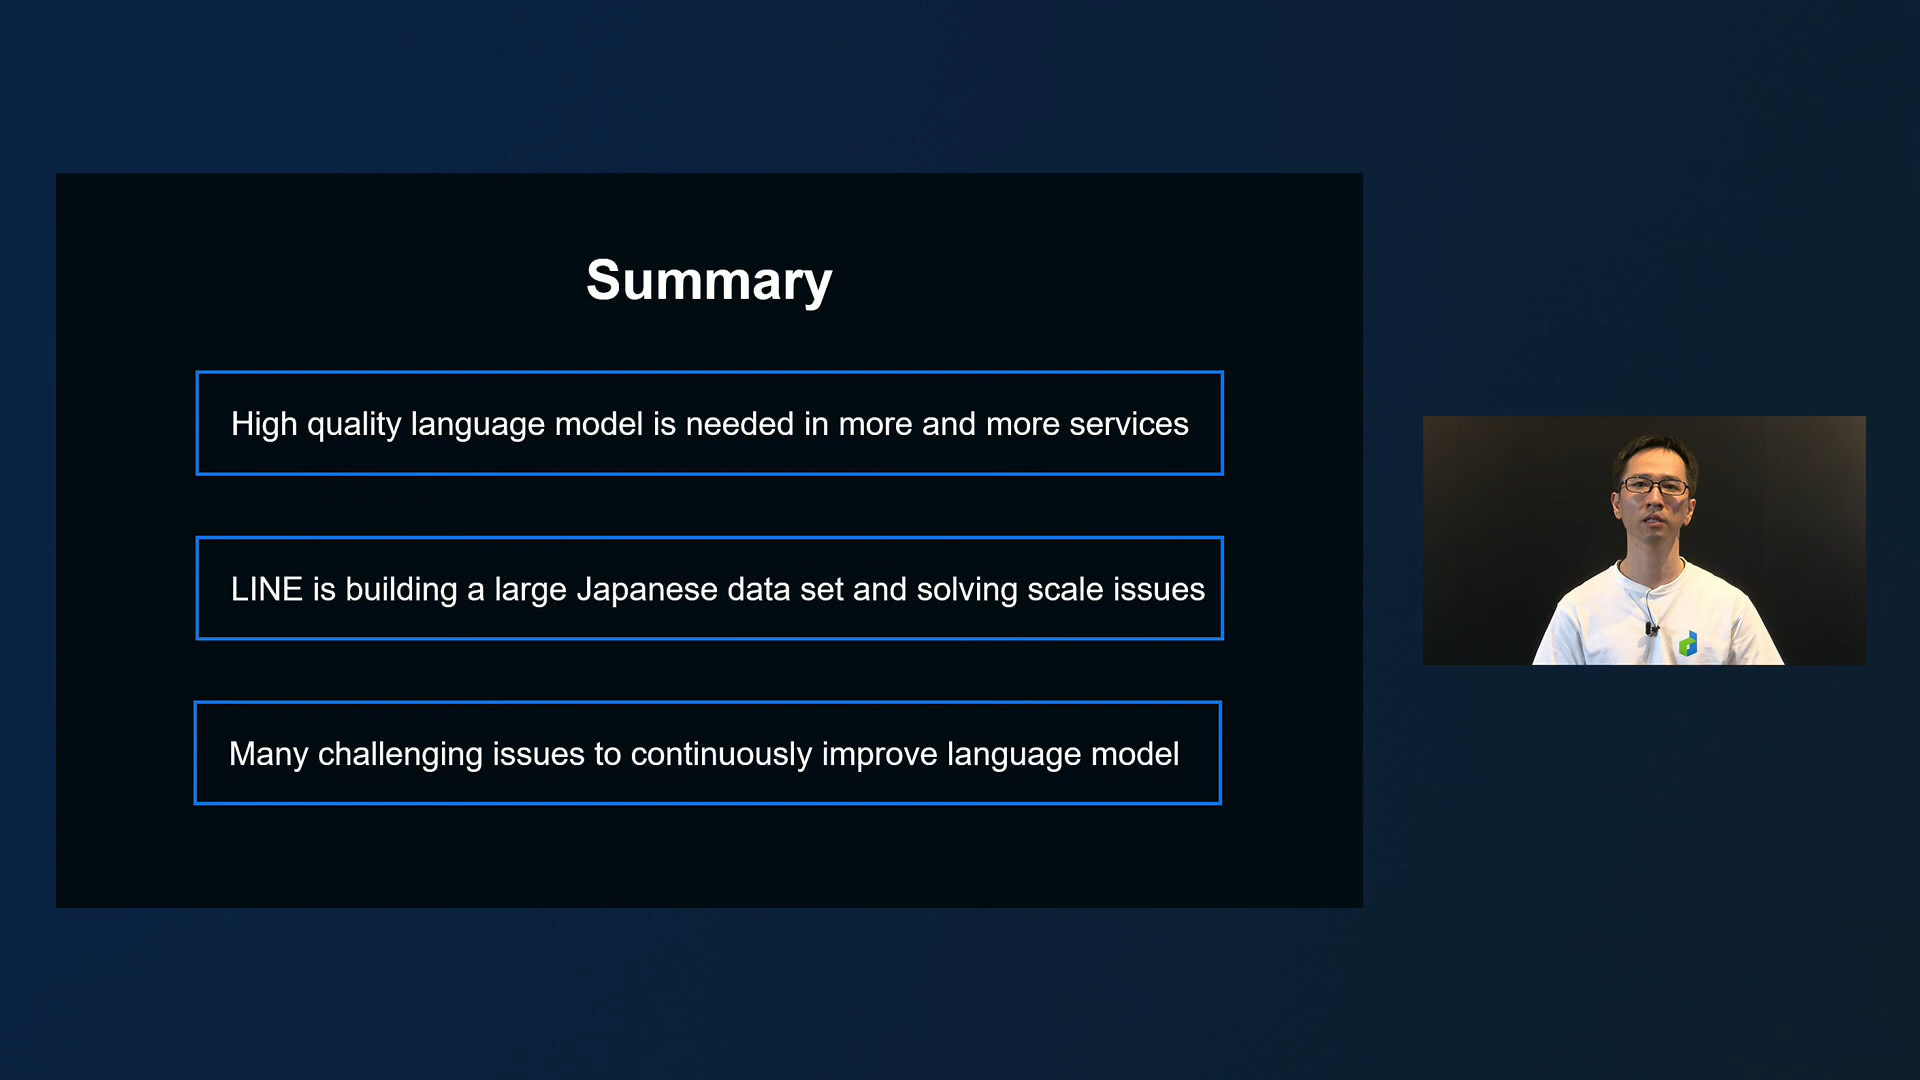 Summary
High quality language model is needed in more and more services
LINE is building a large Japanese data set and solving scale issues
Many challenging issues to continuously improve language model